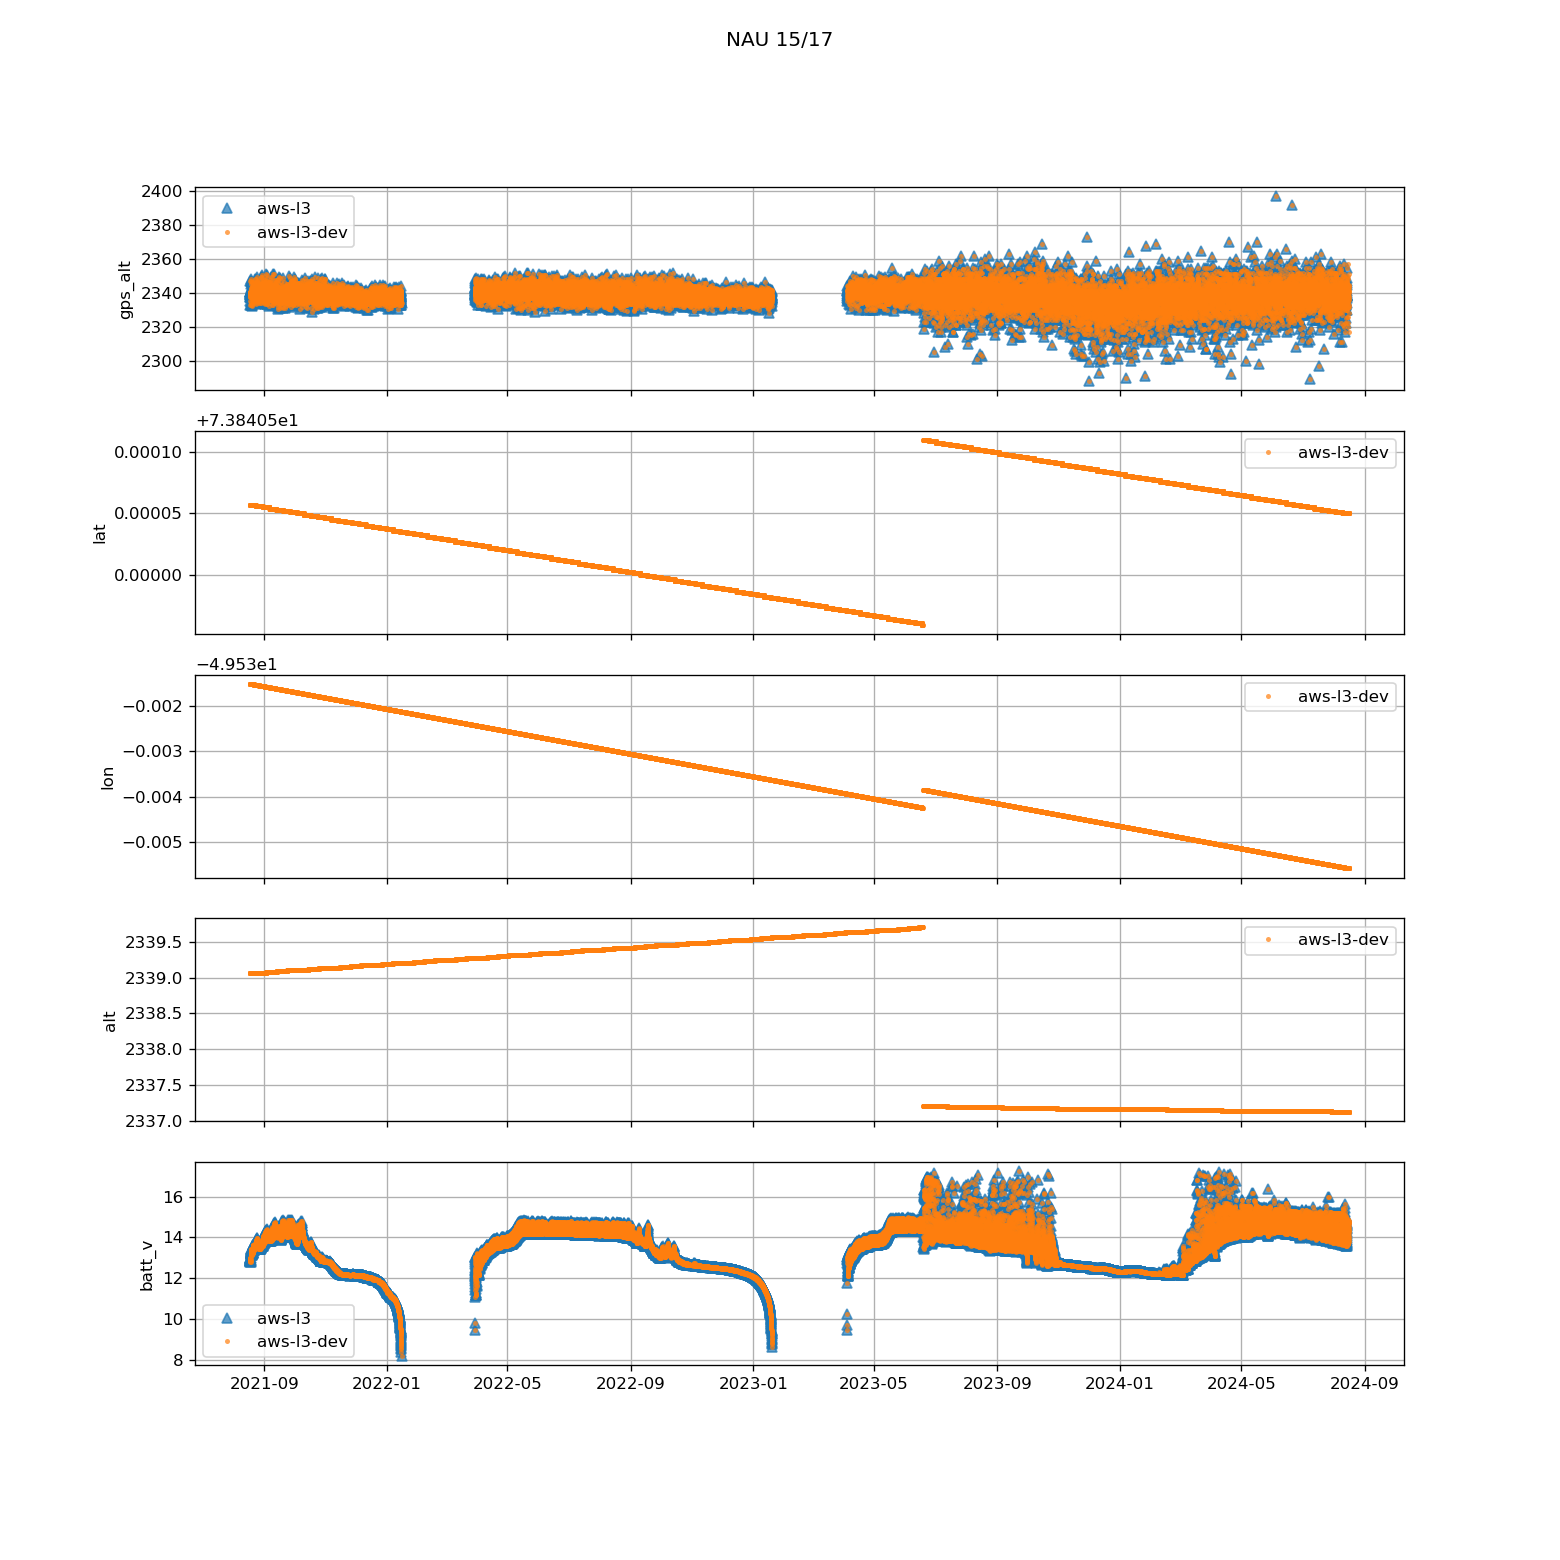 NAU 15/17
2400
2380
2360
2340
2320
2300
gps_alt
aws-l3
aws-l3-dev
+7.38405e1
0.00010
0.00005
0.00000
lat
aws-l3-dev
−4.953e1
−0.002
−0.003
−0.004
−0.005
lon
aws-l3-dev
2339.5
2339.0
2338.5
2338.0
2337.5
2337.0
alt
aws-l3-dev
16
14
12
10
8
batt_v
aws-l3
aws-l3-dev
2021-09 2022-01 2022-05 2022-09 2023-01 2023-05 2023-09 2024-01 2024-05 2024-09